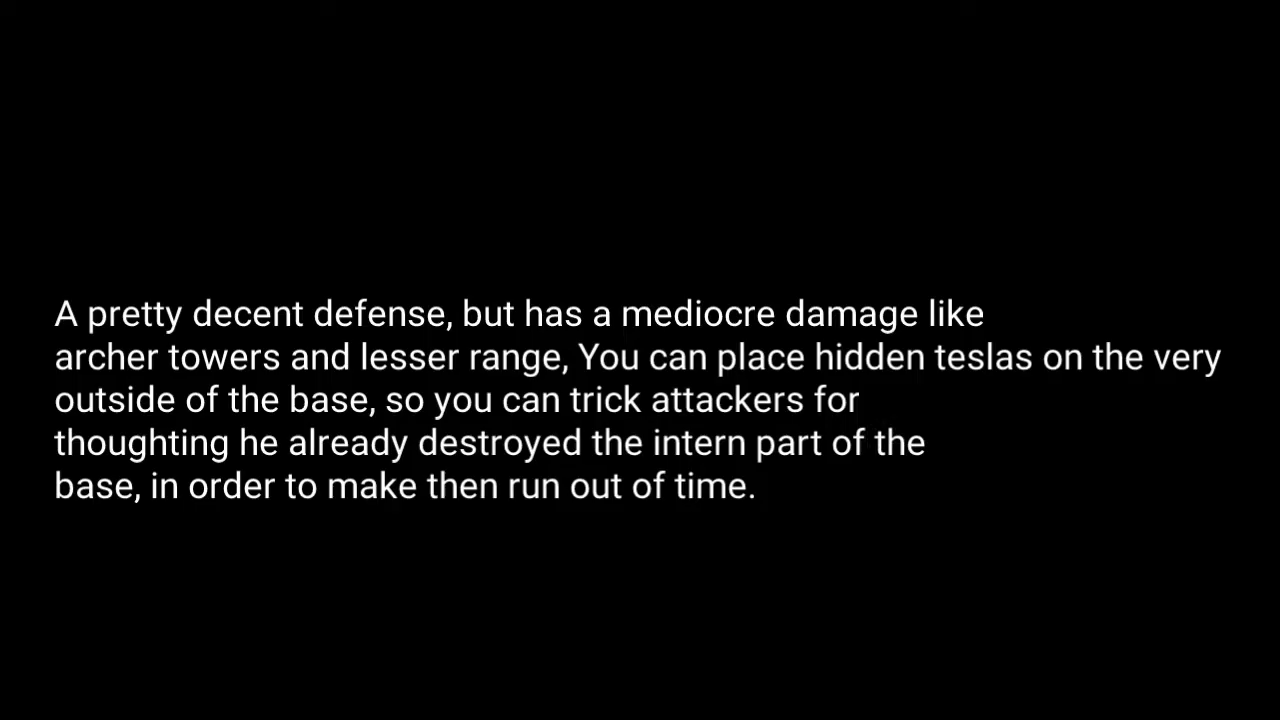 A pretty decent defense, but has a mediocre damage like
archer towers and lesser range, You can place hidden teslas on the very
outside of the base, so you can trick attackers for
thoughting he already destroyed the intern part of the
base, in order to make then run out of time.